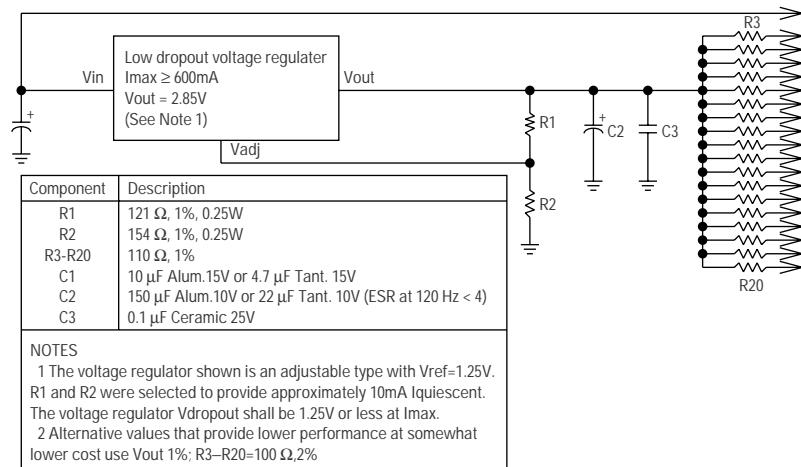 R3
Low dropout voltage regulater
Imax ≥ 600mA
Vout = 2.85V
(See Note 1)
Vin
Vout
Vadj
+
R1
+
C2
C3
R2
R20
Component Description
R1 121 Ω, 1%, 0.25W
R2 154 Ω, 1%, 0.25W
R3-R20 110 Ω, 1%
C1 10 µF Alum.15V or 4.7 µF Tant. 15V
C2 150 µF Alum.10V or 22 µF Tant. 10V (ESR at 120 Hz < 4)
C3 0.1 µF Ceramic 25V
NOTES
1 The voltage regulator shown is an adjustable type with Vref=1.25V.
R1 and R2 were selected to provide approximately 10mA Iquiescent.
The voltage regulator Vdropout shall be 1.25V or less at Imax.
2 Alternative values that provide lower performance at somewhat
lower cost use Vout 1%; R3–R20=100 Ω,2%